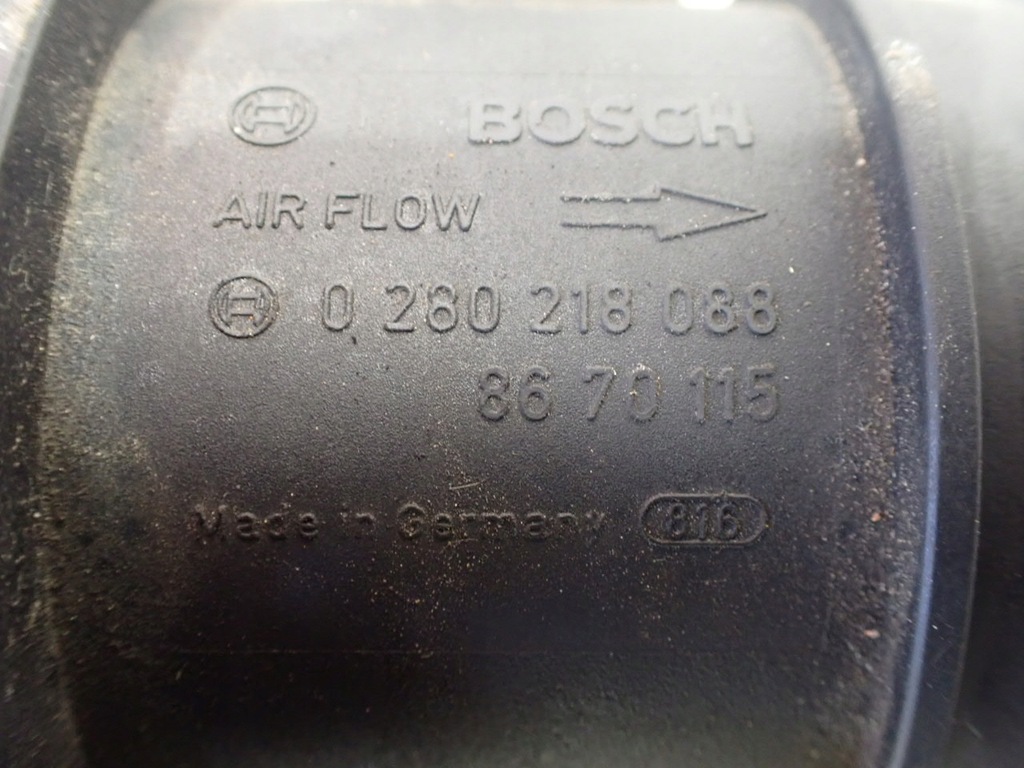 BOSCH
AIR FLOW
0 280 218 088
86 70 115
Made in Germany 816